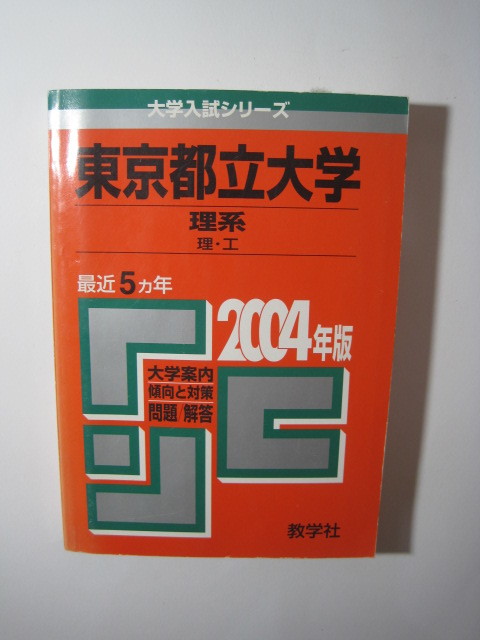 大学入試シリーズ
東京都立大学
理系
理・工
最近5カ年
2004年版
大学案内
傾向と対策
問題/解答
教学社